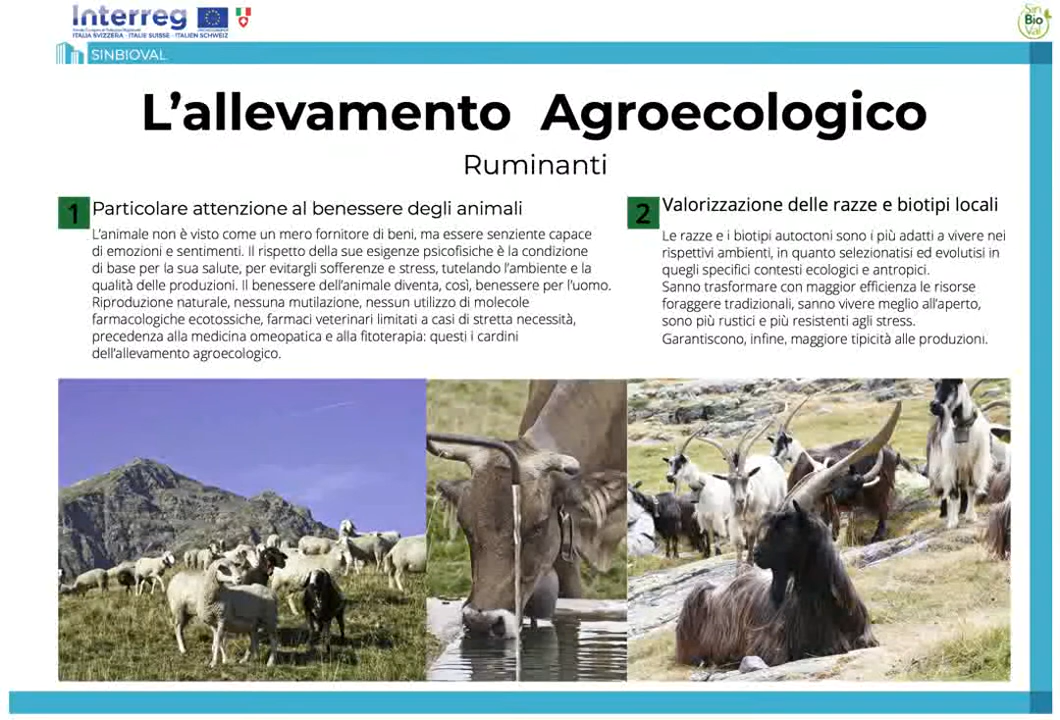 Interreg
ITALIA SVIZZERA · ITALIE SUISSE · ITALIEN SCHWEIZ
San
Bio
Val
SINBIOVAL
L'allevamento Agroecologico
Ruminanti
1
Particolare attenzione al benessere degli animali
L'animale non è visto come un mero fornitore di beni, ma essere senziente capace
di emozioni e sentimenti. Il rispetto della sue esigenze psicofisiche è la condizione
di base per la sua salute, per evitargli sofferenze e stress, tutelando l'ambiente e la
qualità delle produzioni. Il benessere dell'animale diventa, così, benessere per l'uomo.
Riproduzione naturale, nessuna mutilazione, nessun utilizzo di molecole
farmacologiche ecotossiche, farmaci veterinari limitati a casi di stretta necessità,
precedenza alla medicina omeopatica e alla fitoterapia: questi i cardini
dell'allevamento agroecologico.
2
Valorizzazione delle razze e biotipi locali
Le razze e i biotipi autoctoni sono i più adatti a vivere nei
rispettivi ambienti, in quanto selezionatisi ed evolutisi in
quegli specifici contesti ecologici e antropici.
Sanno trasformare con maggior efficienza le risorse
foraggere tradizionali, sanno vivere meglio all'aperto,
sono più rustici e più resistenti agli stress.
Garantiscono, infine, maggiore tipicità alle produzioni.